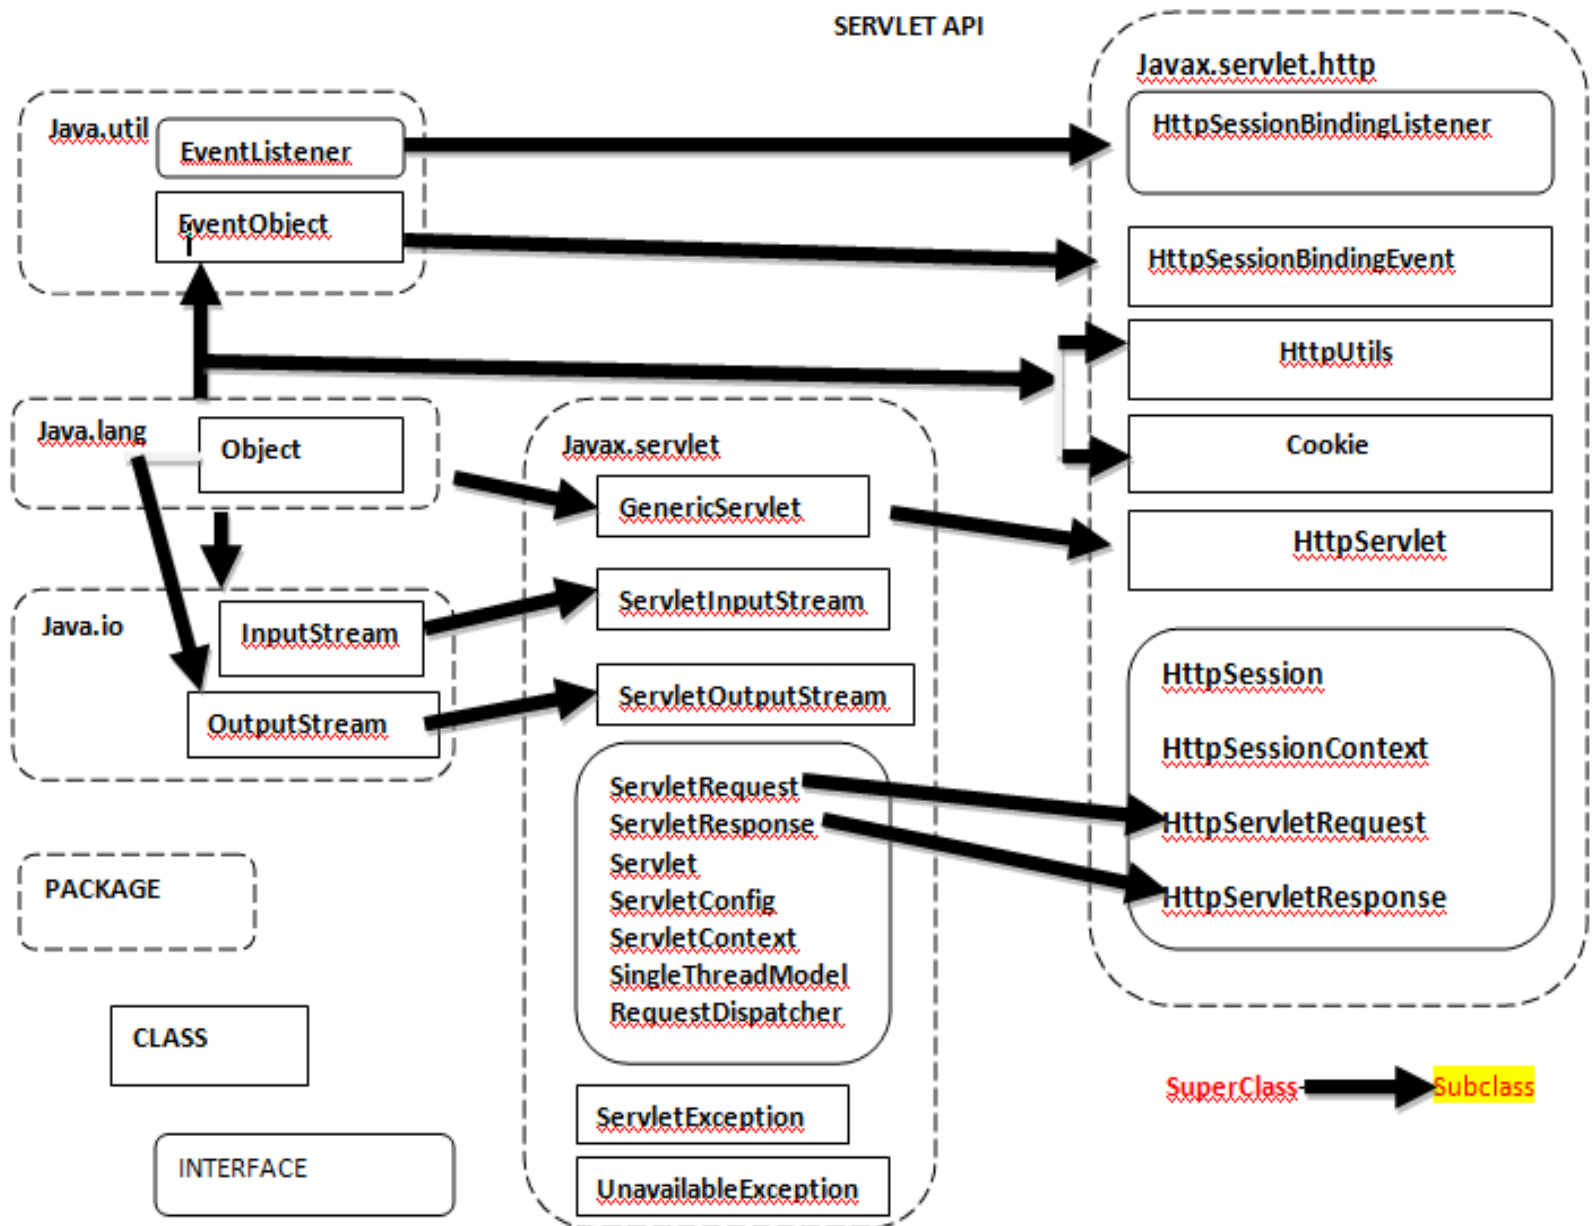 SERVLET API
Java.util
EventListener
EventObject
Java.lang
Object
Java.io
InputStream
OutputStream
PACKAGE
CLASS
INTERFACE
Javax.servlet
GenericServlet
ServletInputStream
ServletOutputStream
ServletRequest
ServletResponse
Servlet
ServletConfig
ServletContext
SingleThreadModel
RequestDispatcher
ServletException
UnavailableException
Javax.servlet.http
HttpSessionBindingListener
HttpSessionBindingEvent
HttpUtils
Cookie
HttpServlet
HttpSession
HttpSessionContext
HttpServletRequest
HttpServletResponse
SuperClass Subclass